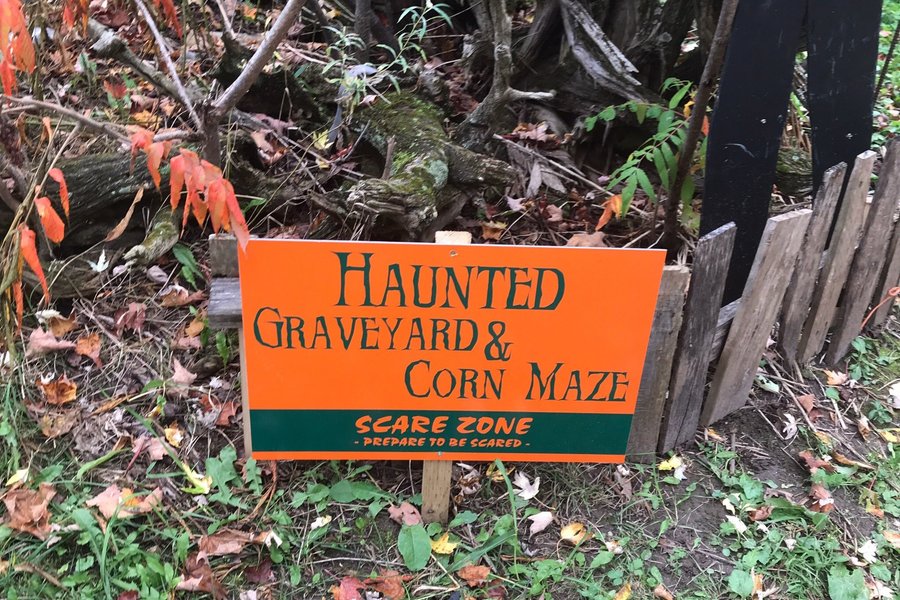 HAUNTED
GRAVEYARD &
CORN MAZE
SCARE ZONE
- PREPARE TO BE SCARED -